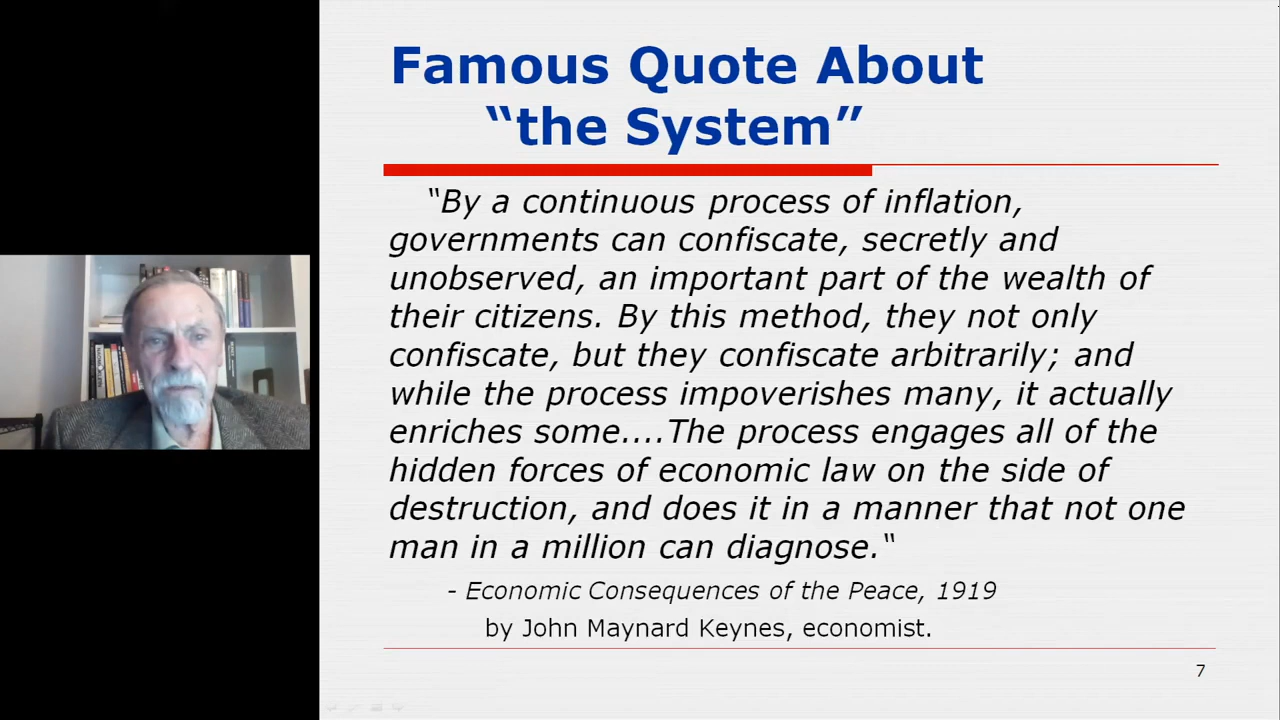 Famous Quote About
“the System”
“By a continuous process of inflation,
governments can confiscate, secretly and
unobserved, an important part of the wealth of
their citizens. By this method, they not only
confiscate, but they confiscate arbitrarily; and
while the process impoverishes many, it actually
enriches some....The process engages all of the
hidden forces of economic law on the side of
destruction, and does it in a manner that not one
man in a million can diagnose.“
- Economic Consequences of the Peace, 1919
by John Maynard Keynes, economist.
7